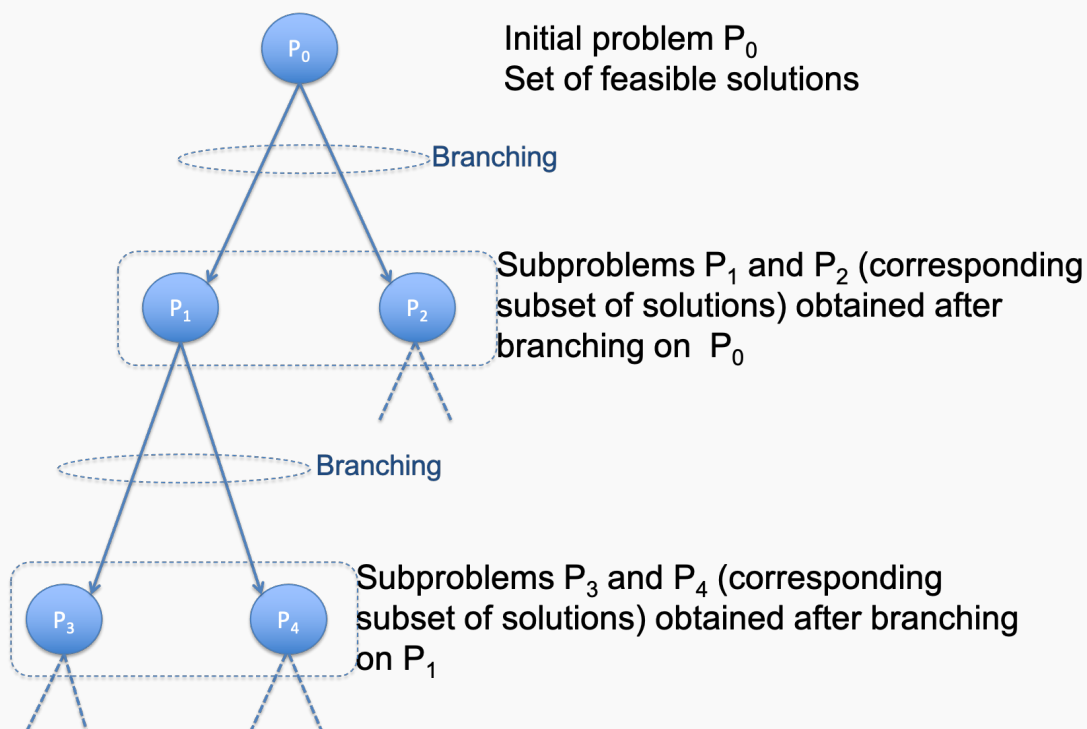 P₀
Initial problem P₀
Set of feasible solutions
Branching
P₁
P₂
Subproblems P₁ and P₂ (corresponding
subset of solutions) obtained after
branching on P₀
Branching
P₃
P₄
Subproblems P₃ and P₄ (corresponding
subset of solutions) obtained after branching
on P₁